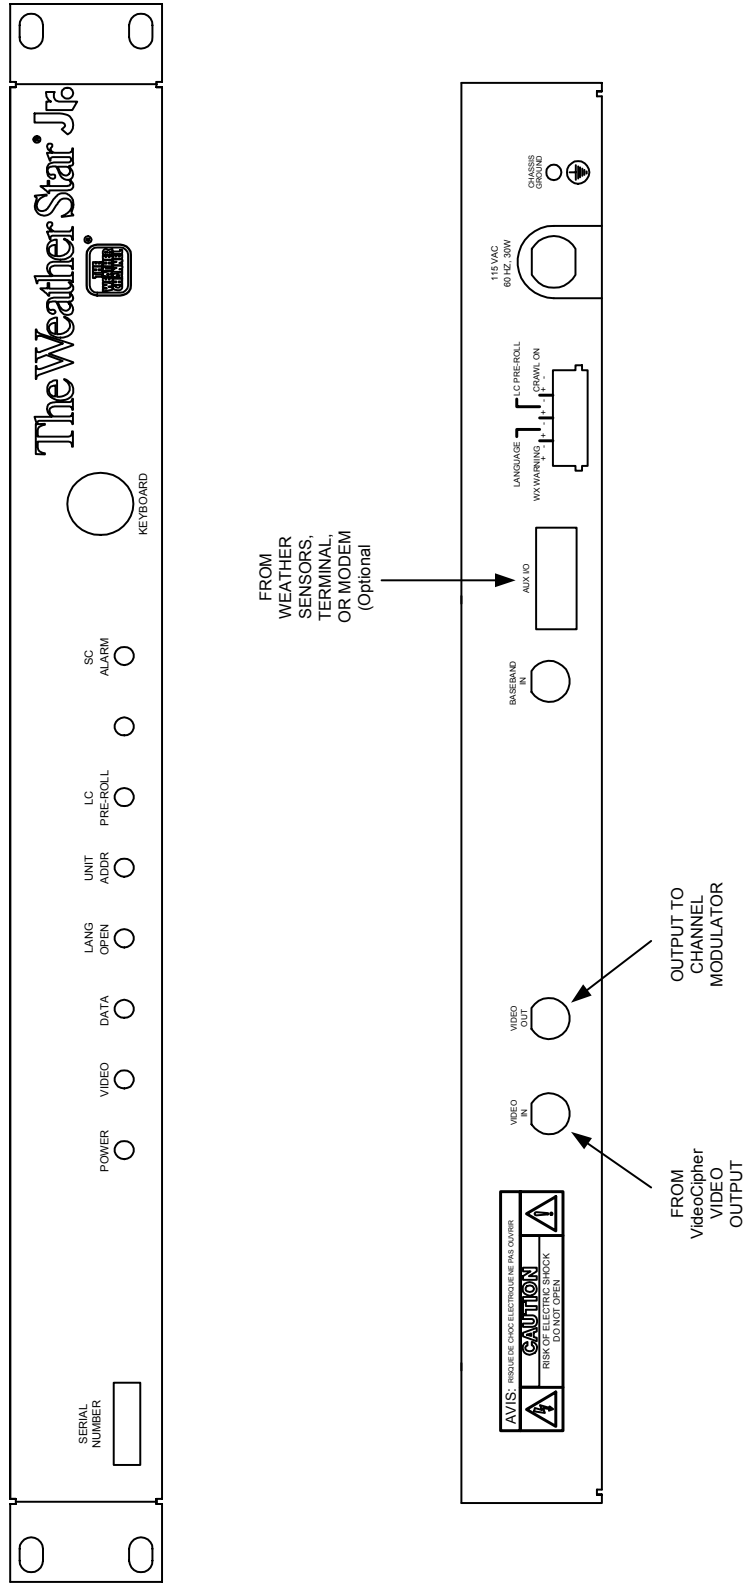 SERIAL
NUMBER
POWER
VIDEO
DATA
LANG
OPEN
UNIT
ADDR
LC
PRE-ROLL
SC
ALARM
KEYBOARD
The Weather Star® Jr.
THE
WEATHER
CHANNEL
®
AVIS: RISQUE DE CHOC ELECTRIQUE NE PAS OUVRIR
CAUTION
RISK OF ELECTRIC SHOCK
DO NOT OPEN
!
VIDEO
IN
VIDEO
OUT
BASEBAND
IN
AUX I/O
LANGUAGE
LC PRE-ROLL
WX WARNING
CRAWL ON
+ - + - + - + -
115 VAC
60 HZ, 30W
CHASSIS
GROUND
FROM
WEATHER
SENSORS,
TERMINAL,
OR MODEM
(Optional
FROM
VideoCipher
VIDEO
OUTPUT
OUTPUT TO
CHANNEL
MODULATOR